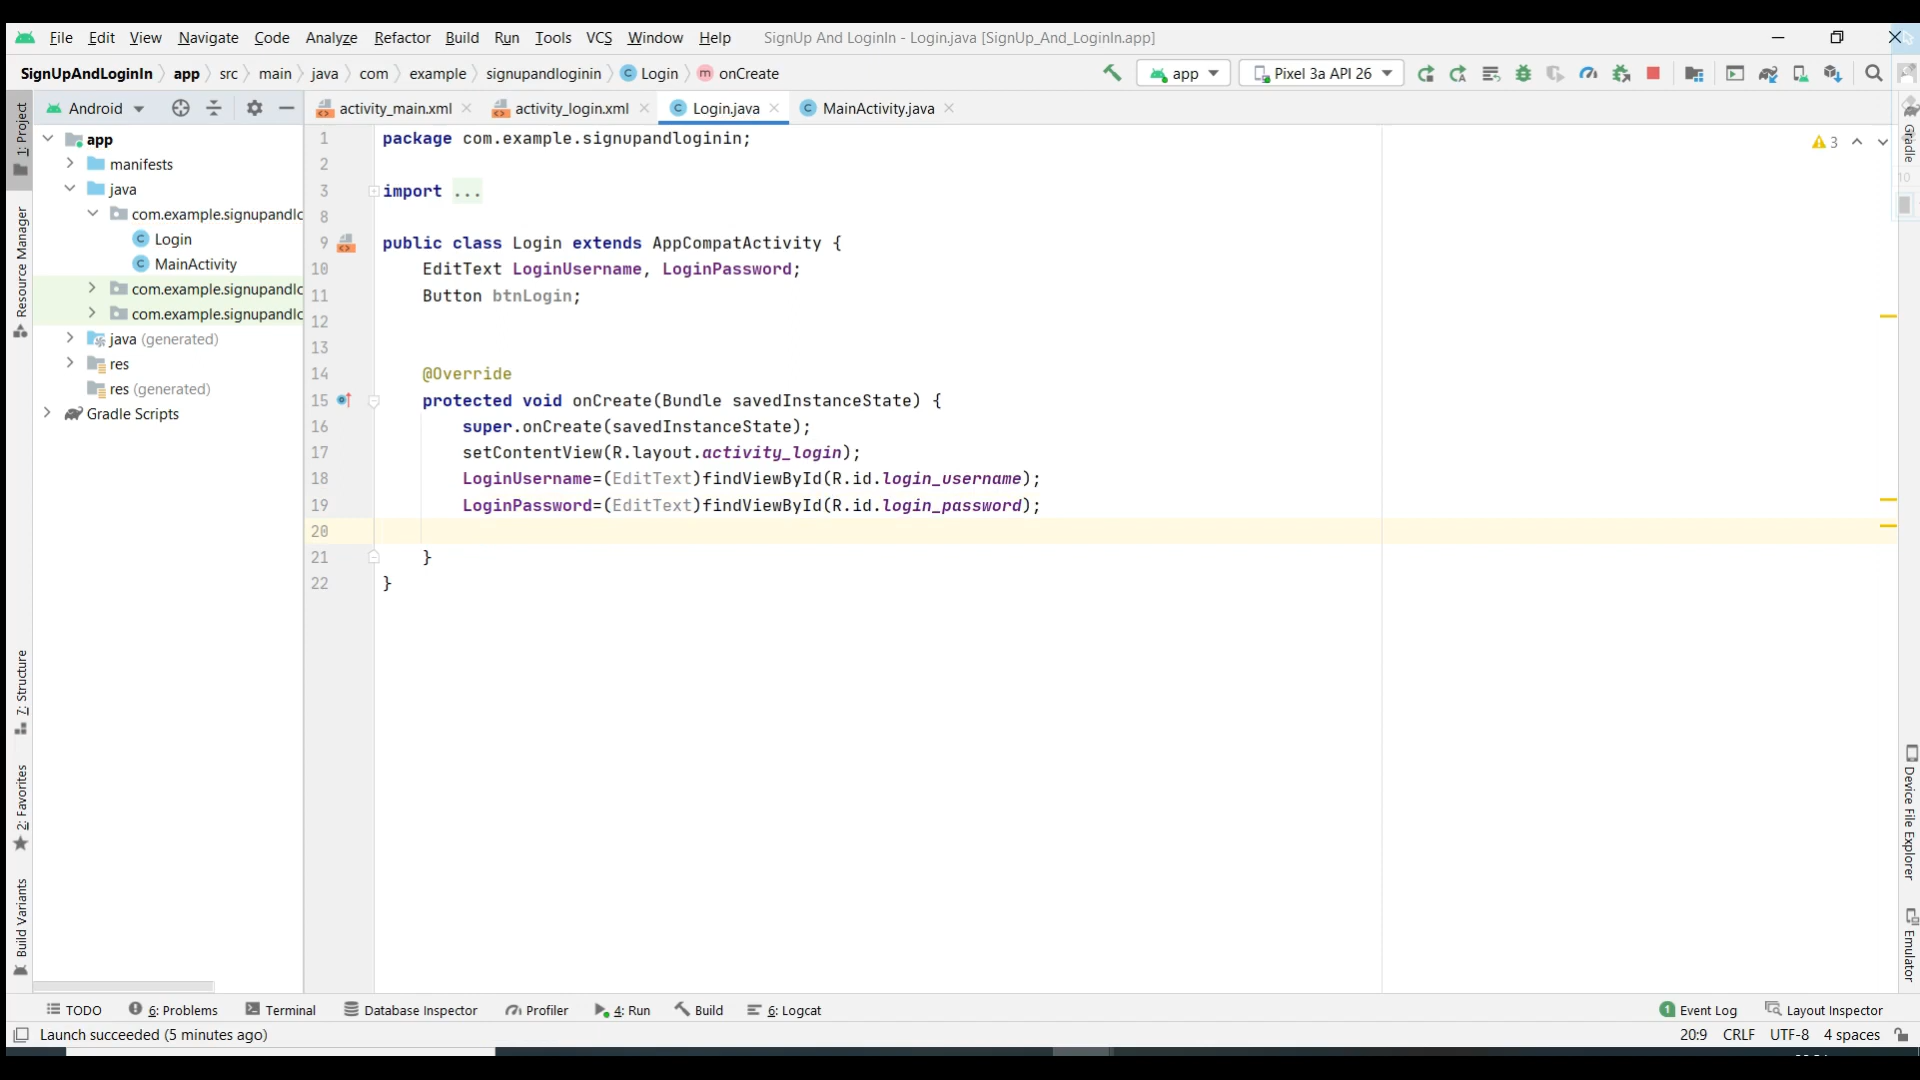 File Edit View Navigate Code Analyze Refactor Build Run Tools VCS Window Help SignUp And LoginIn - Login.java [SignUp_And_LoginIn.app]
SignUpAndLoginIn app src main java com example signupandloginin Login onCreate app Pixel 3a API 26
Android activity_main.xml activity_login.xml Login.java MainActivity.java
1: Project
Resource Manager
7: Structure
2: Favorites
Build Variants
app
manifests
java
com.example.signupandlc
Login
MainActivity
com.example.signupandlc
com.example.signupandlc
java (generated)
res
res (generated)
Gradle Scripts
1 package com.example.signupandloginin;
2
3 import ...
8
9 public class Login extends AppCompatActivity {
10 EditText LoginUsername, LoginPassword;
11 Button btnLogin;
12
13
14 @Override
15 protected void onCreate(Bundle savedInstanceState) {
16 super.onCreate(savedInstanceState);
17 setContentView(R.layout.activity_login);
18 LoginUsername=(EditText)findViewById(R.id.login_username);
19 LoginPassword=(EditText)findViewById(R.id.login_password);
20
21 }
22 }
3
Gradle
10
Device File Explorer
Emulator
TODO 6: Problems Terminal Database Inspector Profiler 4: Run Build 6: Logcat 1 Event Log Layout Inspector
Launch succeeded (5 minutes ago) 20:9 CRLF UTF-8 4 spaces